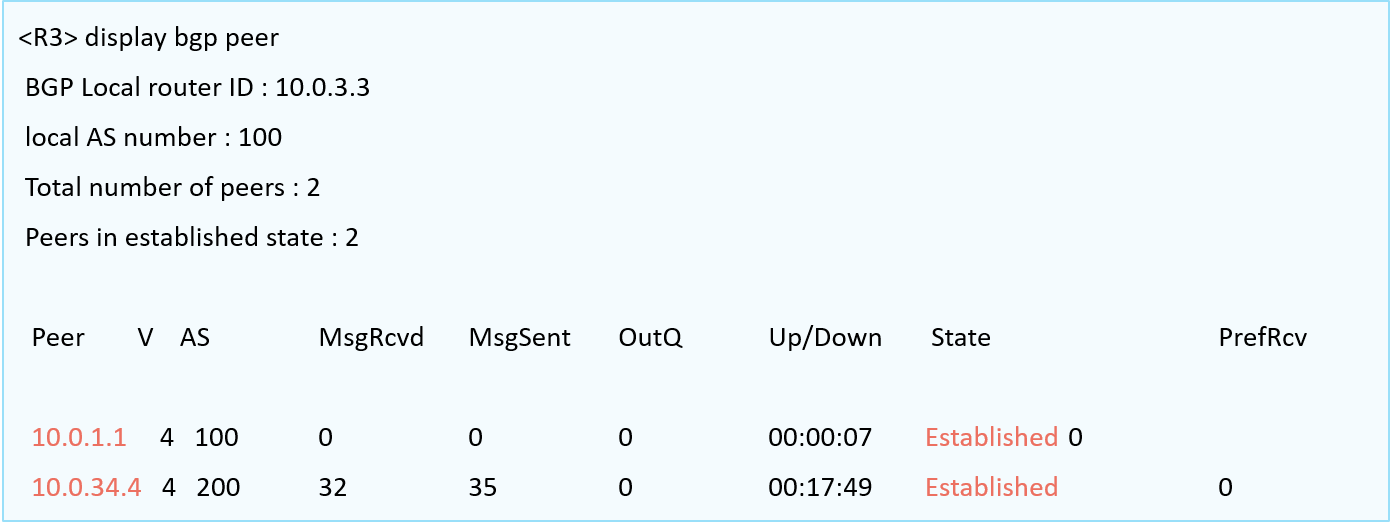 <R3> display bgp peer
BGP Local router ID : 10.0.3.3
local AS number : 100
Total number of peers : 2
Peers in established state : 2
Peer V AS MsgRcvd MsgSent OutQ Up/Down State PrefRcv
10.0.1.1 4 100 0 0 0 00:00:07 Established 0
10.0.34.4 4 200 32 35 0 00:17:49 Established 0